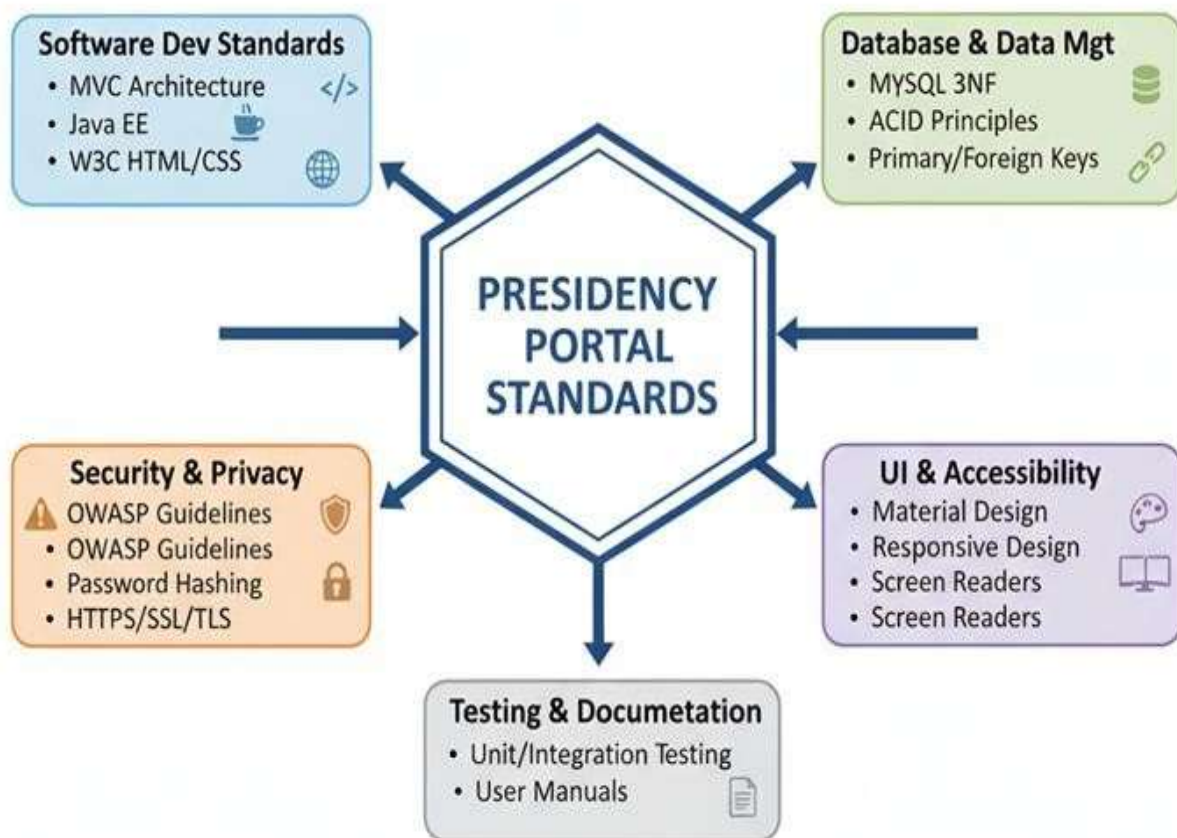 Software Dev Standards
• MVC Architecture </>
• Java EE
• W3C HTML/CSS
Database & Data Mgt
• MYSQL 3NF
• ACID Principles
• Primary/Foreign Keys
PRESIDENCY
PORTAL
STANDARDS
Security & Privacy
OWASP Guidelines
• OWASP Guidelines
• Password Hashing
• HTTPS/SSL/TLS
UI & Accessibility
• Material Design
• Responsive Design
• Screen Readers
• Screen Readers
Testing & Documetation
• Unit/Integration Testing
• User Manuals